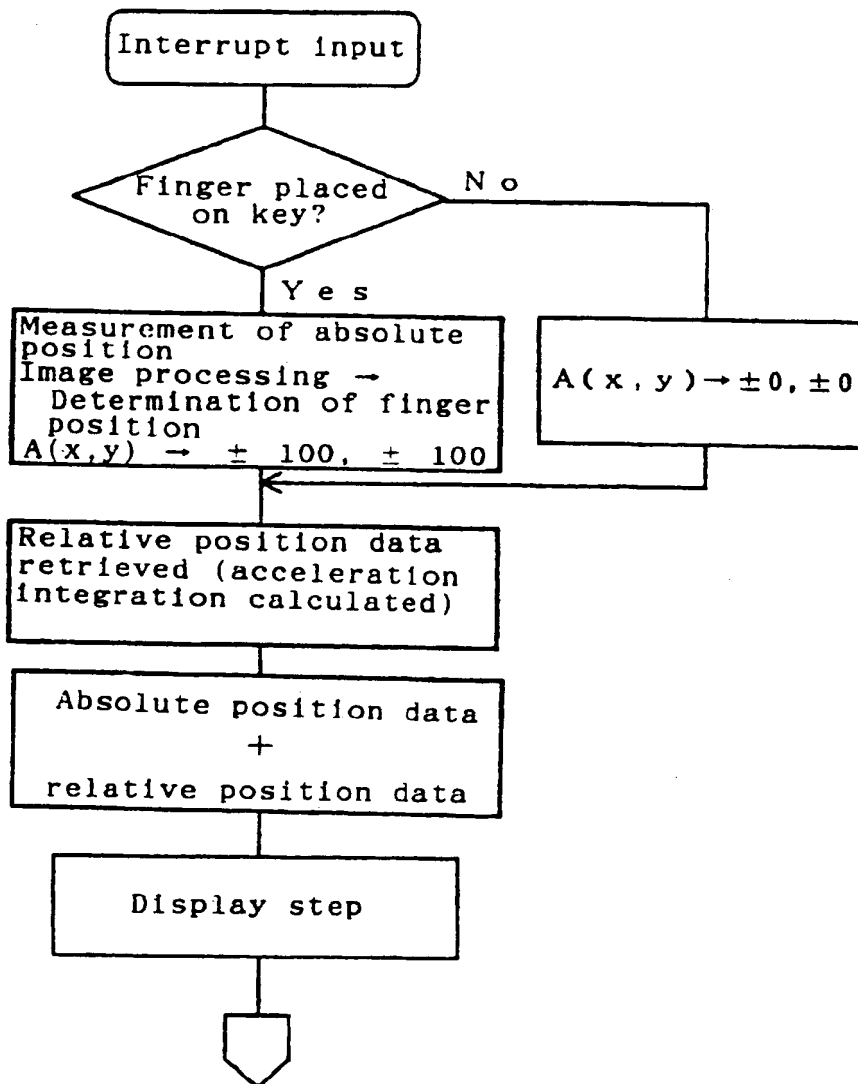 Interrupt input
Finger placed
on key?
No
Yes
Measurement of absolute
position
Image processing →
Determination of finger
position
A(x,y) → ± 100, ± 100
A(x,y)→±0,±0
Relative position data
retrieved (acceleration
integration calculated)
Absolute position data
+
relative position data
Display step